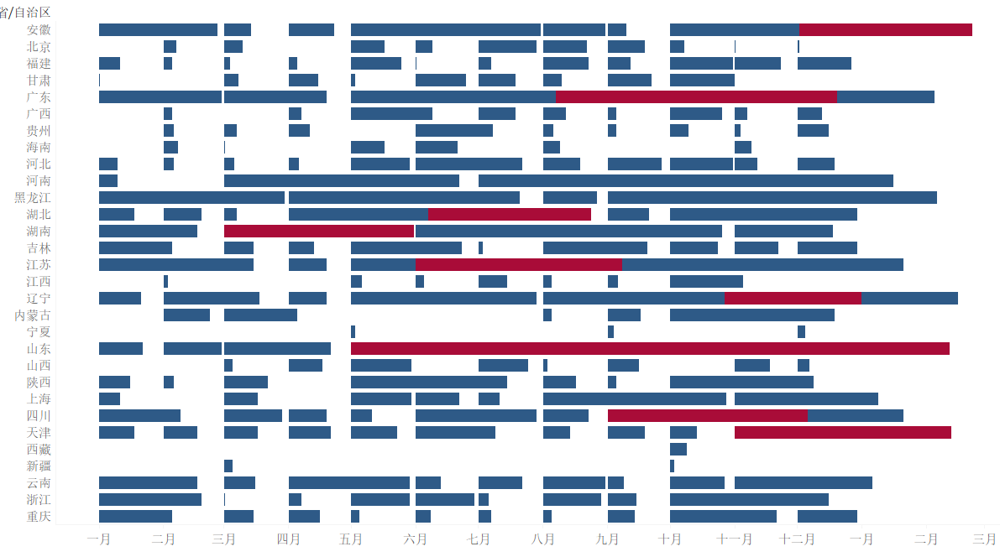 省/自治区
安徽
北京
福建
甘肃
广东
广西
贵州
海南
河北
河南
黑龙江
湖北
湖南
吉林
江苏
江西
辽宁
内蒙古
宁夏
山东
山西
陕西
上海
四川
天津
西藏
新疆
云南
浙江
重庆
一月 二月 三月 四月 五月 六月 七月 八月 九月 十月 十一月 十二月 一月 二月 三月